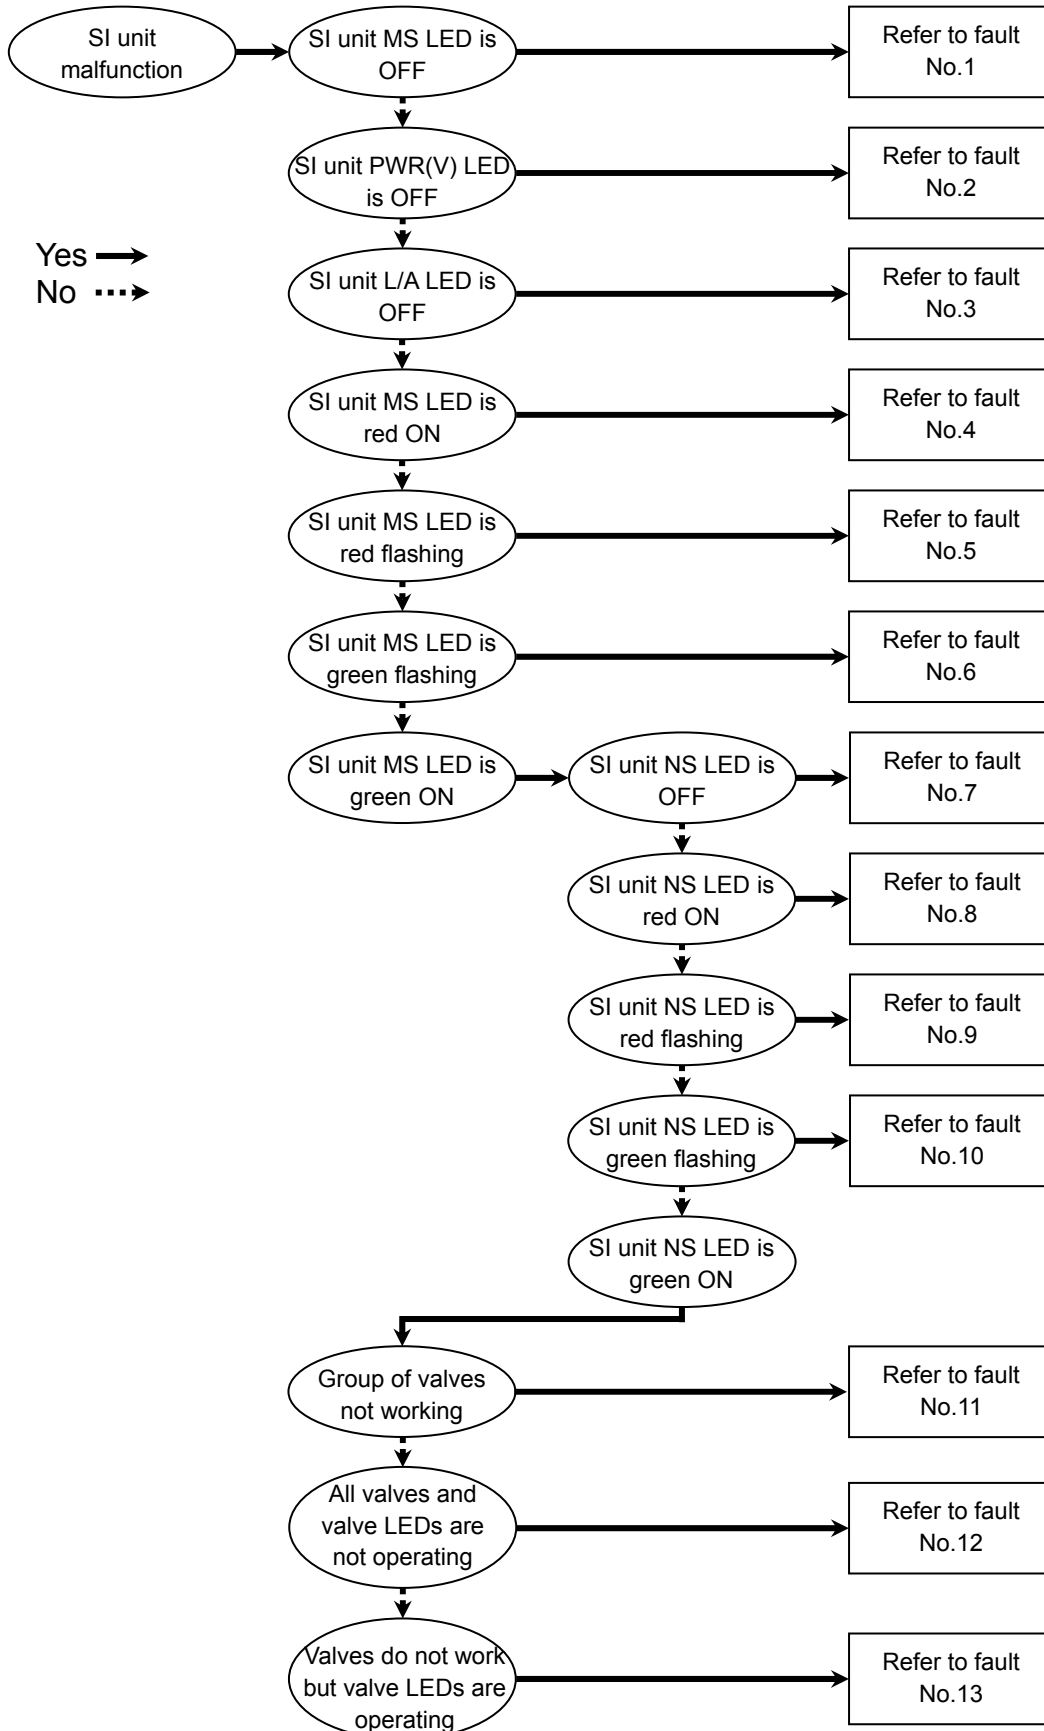 SI unit
malfunction
SI unit MS LED is
OFF
Refer to fault
No.1
SI unit PWR(V) LED
is OFF
Refer to fault
No.2
Yes
No
SI unit L/A LED is
OFF
Refer to fault
No.3
SI unit MS LED is
red ON
Refer to fault
No.4
SI unit MS LED is
red flashing
Refer to fault
No.5
SI unit MS LED is
green flashing
Refer to fault
No.6
SI unit MS LED is
green ON
SI unit NS LED is
OFF
Refer to fault
No.7
SI unit NS LED is
red ON
Refer to fault
No.8
SI unit NS LED is
red flashing
Refer to fault
No.9
SI unit NS LED is
green flashing
Refer to fault
No.10
SI unit NS LED is
green ON
Group of valves
not working
Refer to fault
No.11
All valves and
valve LEDs are
not operating
Refer to fault
No.12
Valves do not work
but valve LEDs are
operating
Refer to fault
No.13